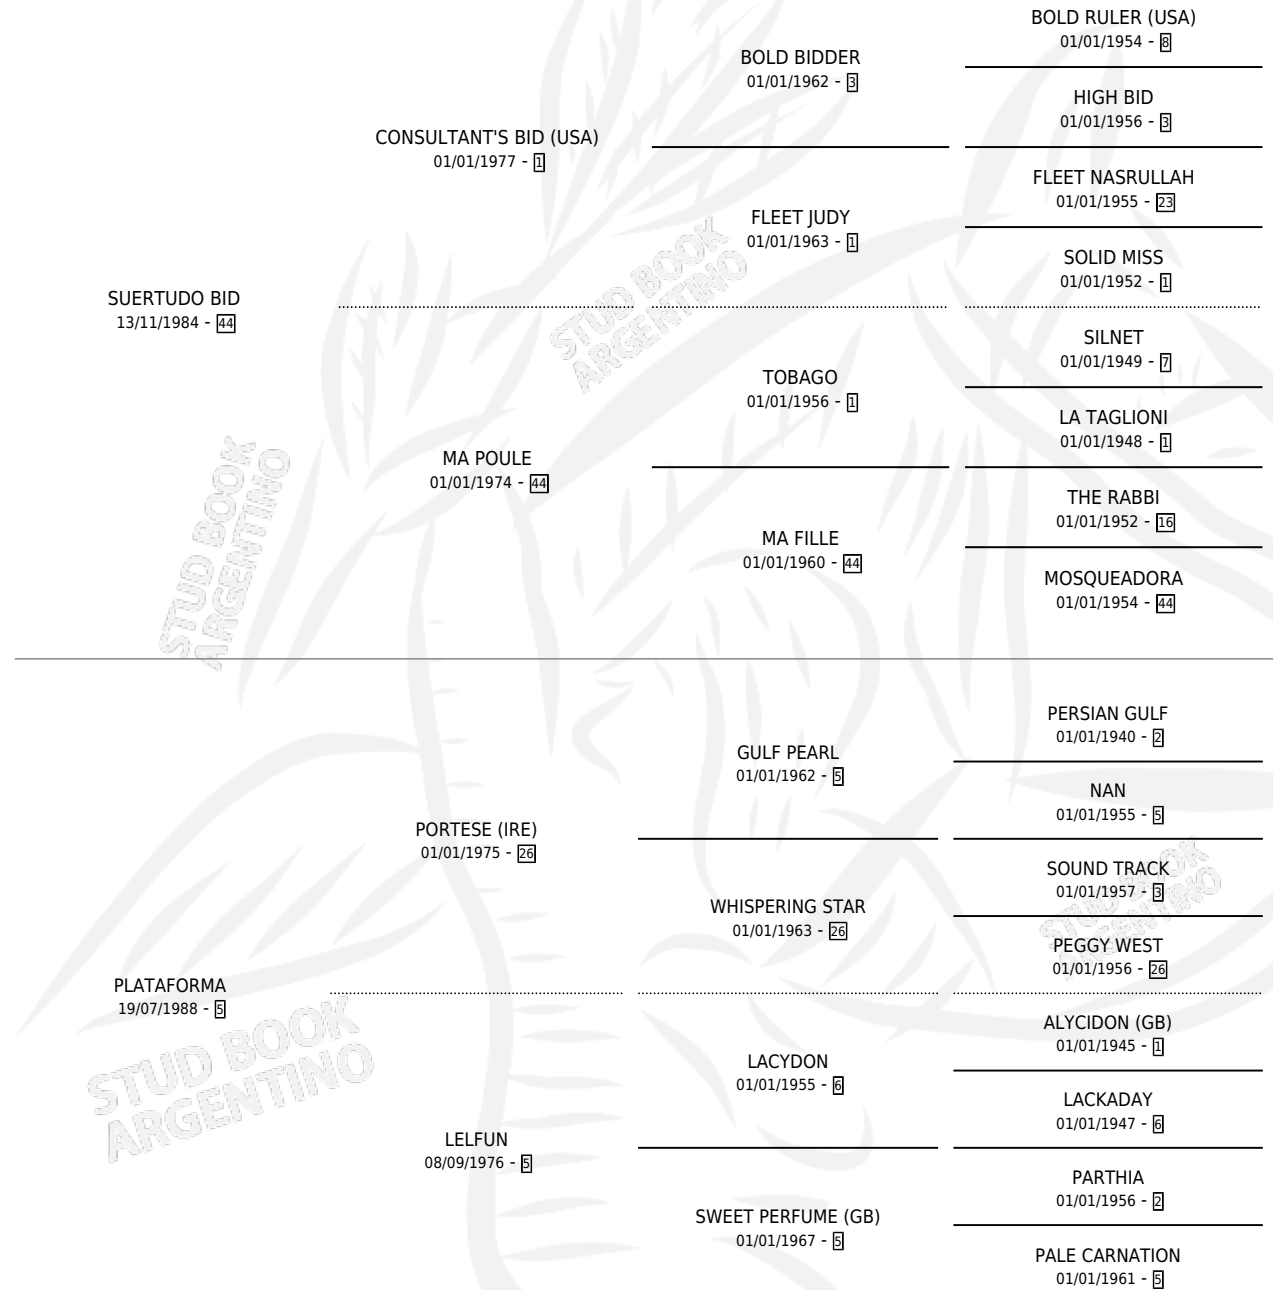 BOLD RULER (USA)
01/01/1954 - 8
BOLD BIDDER
01/01/1962 - 3
HIGH BID
01/01/1956 - 3
CONSULTANT'S BID (USA)
01/01/1977 - 1
FLEET NASRULLAH
01/01/1955 - 23
FLEET JUDY
01/01/1963 - 1
SOLID MISS
01/01/1952 - 1
SUERTUDO BID
13/11/1984 - 44
STUD BOOK
ARGENTINO
SILNET
01/01/1949 - 7
TOBAGO
01/01/1956 - 1
LA TAGLIONI
01/01/1948 - 1
MA POULE
01/01/1974 - 44
THE RABBI
01/01/1952 - 16
MA FILLE
01/01/1960 - 44
MOSQUEADORA
01/01/1954 - 44
STUD BOOK
ARGENTINO
PERSIAN GULF
01/01/1940 - 2
GULF PEARL
01/01/1962 - 5
NAN
01/01/1955 - 5
PORTESE (IRE)
01/01/1975 - 26
SOUND TRACK
01/01/1957 - 3
WHISPERING STAR
01/01/1963 - 26
PEGGY WEST
01/01/1956 - 26
STUD BOOK
ARGENTINO
PLATAFORMA
19/07/1988 - 5
ALYCIDON (GB)
01/01/1945 - 1
LACYDON
01/01/1955 - 6
LACKADAY
01/01/1947 - 6
STUD BOOK
ARGENTINO
LELFUN
08/09/1976 - 5
PARTHIA
01/01/1956 - 2
SWEET PERFUME (GB)
01/01/1967 - 5
PALE CARNATION
01/01/1961 - 5